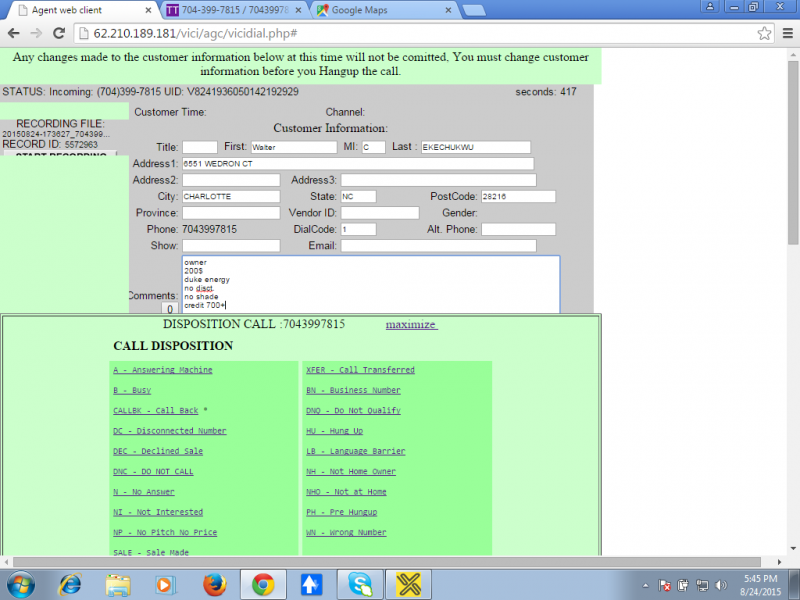 Agent web client
704-399-7815 / 70439978
Google Maps
62.210.189.181/vici/agc/vicidial.php#
Any changes made to the customer information below at this time will not be comitted, You must change customer
information before you Hangup the call.
STATUS: Incoming: (704)399-7815 UID: V8241936050142192929 seconds: 417
Customer Time: Channel:
RECORDING FILE:
20150824-173627_704399...
RECORD ID: 5572963
START RECORDING
Customer Information:
Title: First: Walter MI: C Last : EKECHUKWU
Address1: 6551 WEDRON CT
Address2: Address3:
City: CHARLOTTE State: NC PostCode: 28216
Province: Vendor ID: Gender:
Phone: 7043997815 DialCode: 1 Alt. Phone:
Show: Email:
Comments:
0
owner
200$
duke energy
no disct.
no shade
credit 700+
DISPOSITION CALL :7043997815 maximize
CALL DISPOSITION
A - Answering Machine
B - Busy
CALLBK - Call Back *
DC - Disconnected Number
DEC - Declined Sale
DNC - DO NOT CALL
N - No Answer
NI - Not Interested
NP - No Pitch No Price
SALE - Sale Made
XFER - Call Transferred
BN - Business Number
DNQ - Do Not Qualify
HU - Hung Up
LB - Language Barrier
NH - Not Home Owner
NHO - Not at Home
PH - Pre Hungup
WN - Wrong Number
5:45 PM
8/24/2015